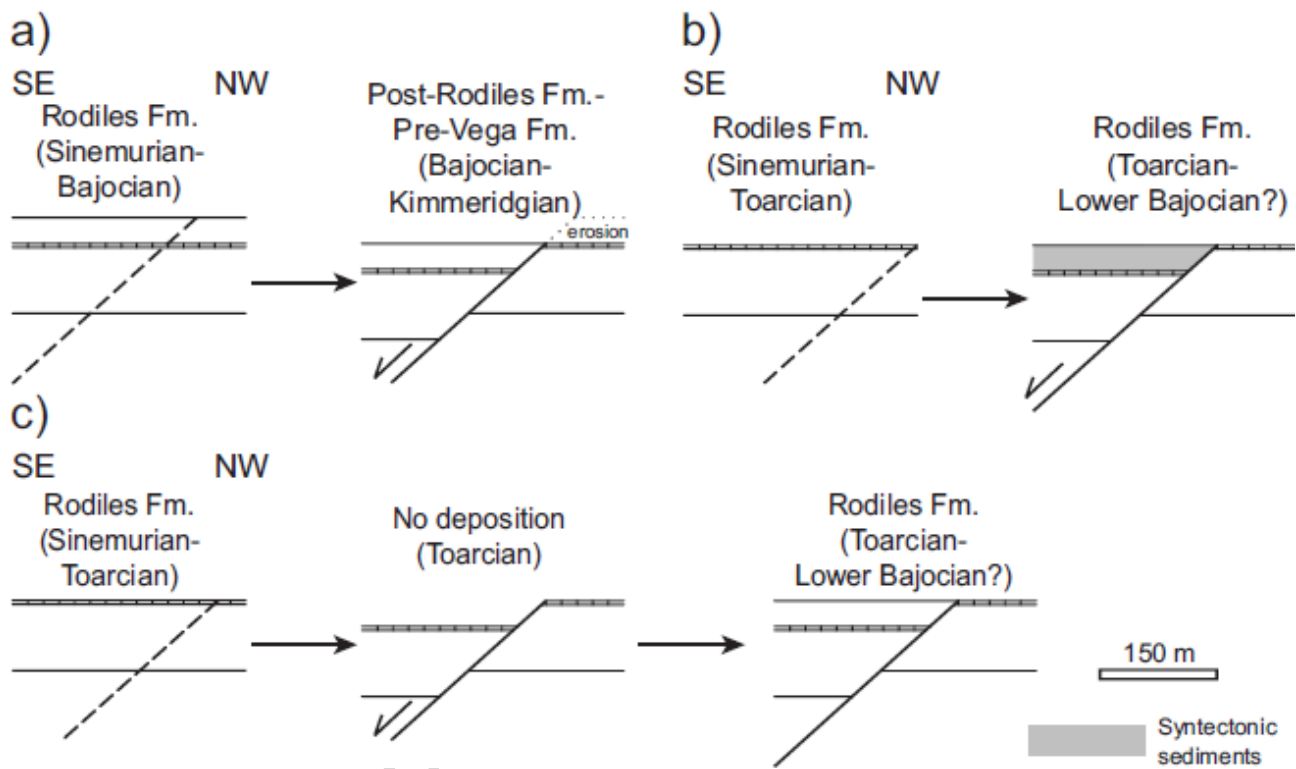 a)
SE NW
Rodiles Fm.
(Sinemurian-
Bajocian)
Post-Rodiles Fm.-
Pre-Vega Fm.
(Bajocian-
Kimmeridgian)
erosion
b)
SE NW
Rodiles Fm.
(Sinemurian-
Toarcian)
Rodiles Fm.
(Toarcian-
Lower Bajocian?)
c)
SE NW
Rodiles Fm.
(Sinemurian-
Toarcian)
No deposition
(Toarcian)
Rodiles Fm.
(Toarcian-
Lower Bajocian?)
150 m
Syntectonic
sediments